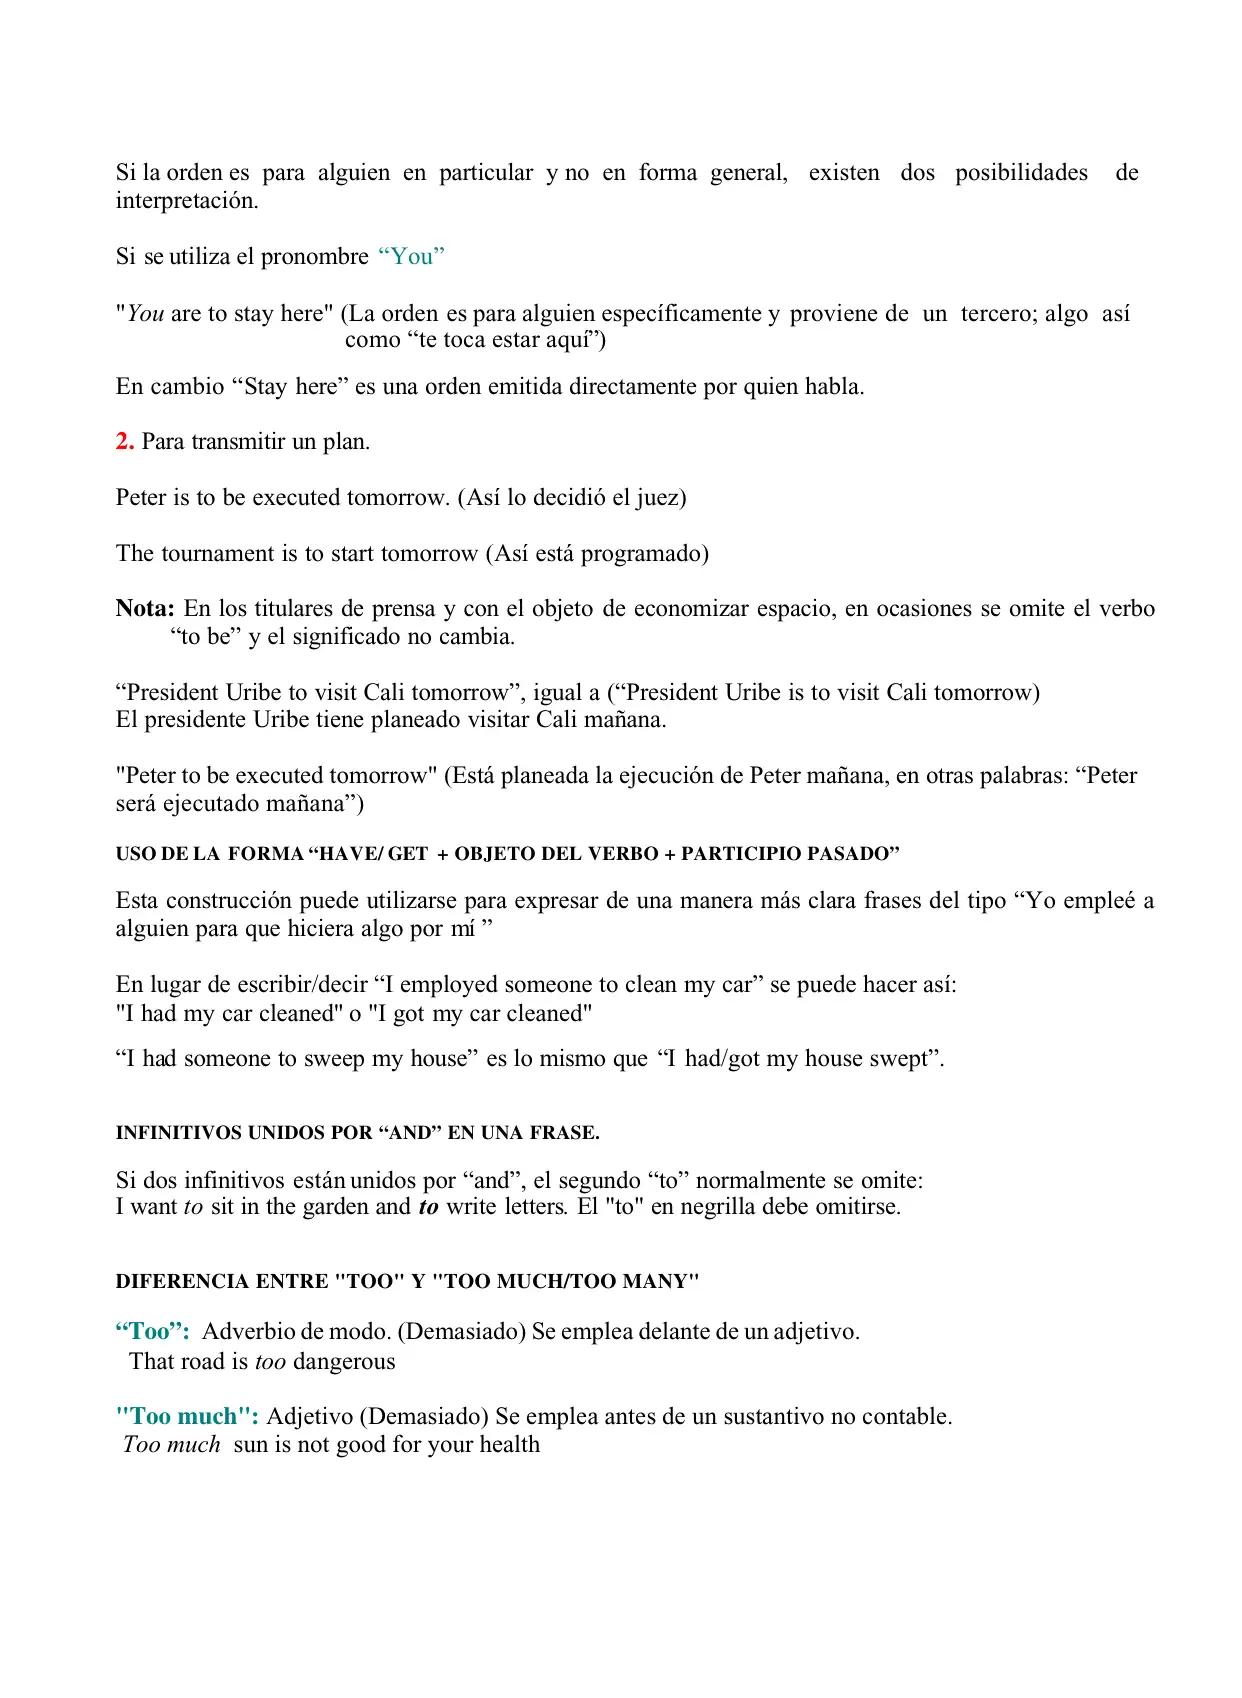 Si la orden es para alguien en particular y no en forma general, existen dos posibilidades de
interpretación.
Si se utiliza el pronombre “You”
"You are to stay here" (La orden es para alguien específicamente y proviene de un tercero; algo así
como “te toca estar aquí”)
En cambio “Stay here” es una orden emitida directamente por quien habla.
2. Para transmitir un plan.
Peter is to be executed tomorrow. (Así lo decidió el juez)
The tournament is to start tomorrow (Así está programado)
Nota: En los titulares de prensa y con el objeto de economizar espacio, en ocasiones se omite el verbo
“to be” y el significado no cambia.
“President Uribe to visit Cali tomorrow”, igual a (“President Uribe is to visit Cali tomorrow)
El presidente Uribe tiene planeado visitar Cali mañana.
"Peter to be executed tomorrow" (Está planeada la ejecución de Peter mañana, en otras palabras: “Peter
será ejecutado mañana”)
USO DE LA FORMA “HAVE/ GET + OBJETO DEL VERBO + PARTICIPIO PASADO”
Esta construcción puede utilizarse para expresar de una manera más clara frases del tipo “Yo empleé a
alguien para que hiciera algo por mí ”
En lugar de escribir/decir “I employed someone to clean my car” se puede hacer así:
"I had my car cleaned" o "I got my car cleaned"
“I had someone to sweep my house” es lo mismo que “I had/got my house swept”.
INFINITIVOS UNIDOS POR “AND” EN UNA FRASE.
Si dos infinitivos están unidos por “and”, el segundo “to” normalmente se omite:
I want to sit in the garden and to write letters. El "to" en negrilla debe omitirse.
DIFERENCIA ENTRE "TOO" Y "TOO MUCH/TOO MANY"
“Too”: Adverbio de modo. (Demasiado) Se emplea delante de un adjetivo.
That road is too dangerous
"Too much": Adjetivo (Demasiado) Se emplea antes de un sustantivo no contable.
Too much sun is not good for your health